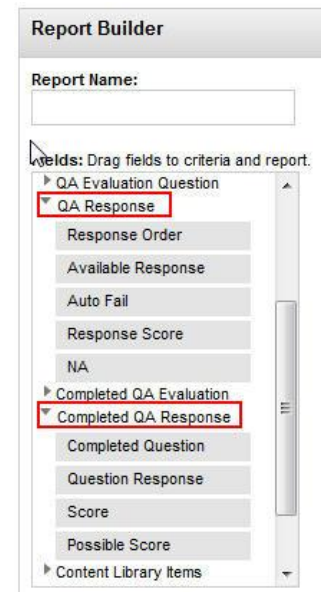 Report Builder
Report Name:
Fields: Drag fields to criteria and report.
QA Evaluation Question
QA Response
Response Order
Available Response
Auto Fail
Response Score
NA
Completed QA Evaluation
Completed QA Response
Completed Question
Question Response
Score
Possible Score
Content Library Items